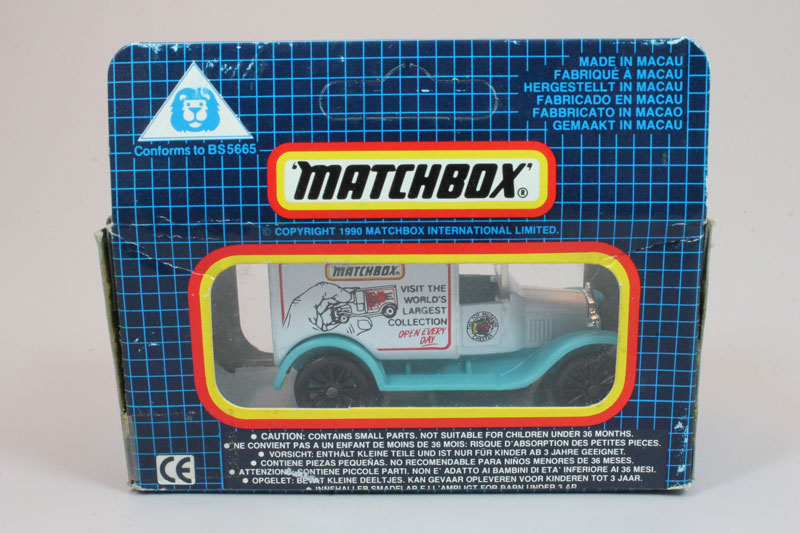 MADE IN MACAU
FABRIQUÉ À MACAU
HERGESTELLT IN MACAU
FABRICADO EN MACAU
FABBRICATO IN MACAO
GEMAAKT IN MACAU
Conforms to BS5665
'MATCHBOX'®
© COPYRIGHT 1990 MATCHBOX INTERNATIONAL LIMITED.
MATCHBOX
VISIT THE
WORLD'S
LARGEST
COLLECTION
OPEN EVERY
DAY..
• CAUTION: CONTAINS SMALL PARTS. NOT SUITABLE FOR CHILDREN UNDER 36 MONTHS.
• NE CONVIENT PAS A UN ENFANT DE MOINS DE 36 MOIS: RISQUE D'ABSORPTION DES PETITES PIECES.
• VORSICHT: ENTHÄLT KLEINE TEILE UND IST NUR FÜR KINDER AB 3 JAHRE GEEIGNET.
• CONTIENE PIEZAS PEQUEÑAS. NO RECOMENDABLE PARA NIÑOS MENORES DE 36 MESES.
• ATTENZIONE: CONTIENE PICCOLE PARTI. NON E' ADATTO AI BAMBINI DI ETA' INFERIORE AI 36 MESI.
• OPGELET: BEVAT KLEINE DEELTJES. KAN GEVAAR OPLEVEREN VOOR KINDEREN TOT 3 JAAR.
CE